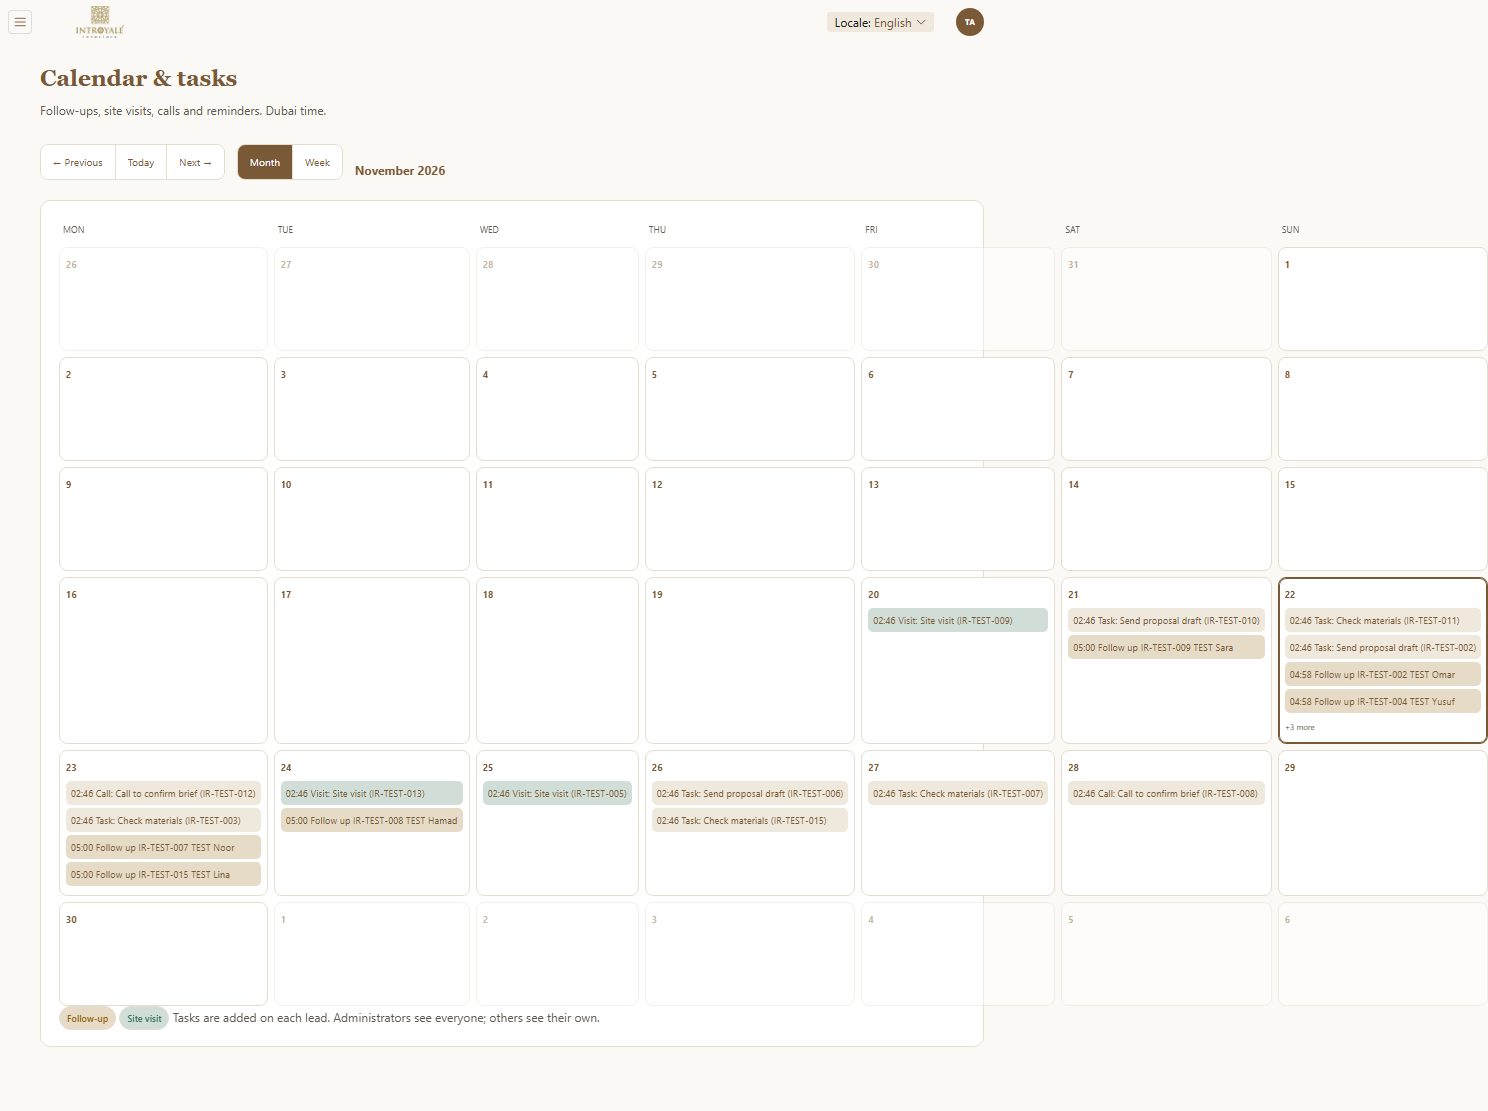 INTROYALE
interiors
Locale: English
TA
Calendar & tasks
Follow-ups, site visits, calls and reminders. Dubai time.
← Previous
Today
Next →
Month
Week
November 2026
MON TUE WED THU FRI SAT SUN
26 27 28 29 30 31 1
2 3 4 5 6 7 8
9 10 11 12 13 14 15
16 17 18 19
20
02:46 Visit: Site visit (IR-TEST-009)
21
02:46 Task: Send proposal draft (IR-TEST-010)
05:00 Follow up IR-TEST-009 TEST Sara
22
02:46 Task: Check materials (IR-TEST-011)
02:46 Task: Send proposal draft (IR-TEST-002)
04:58 Follow up IR-TEST-002 TEST Omar
04:58 Follow up IR-TEST-004 TEST Yusuf
+3 more
23
02:46 Call: Call to confirm brief (IR-TEST-012)
02:46 Task: Check materials (IR-TEST-003)
05:00 Follow up IR-TEST-007 TEST Noor
05:00 Follow up IR-TEST-015 TEST Lina
24
02:46 Visit: Site visit (IR-TEST-013)
05:00 Follow up IR-TEST-008 TEST Hamad
25
02:46 Visit: Site visit (IR-TEST-005)
26
02:46 Task: Send proposal draft (IR-TEST-006)
02:46 Task: Check materials (IR-TEST-015)
27
02:46 Task: Check materials (IR-TEST-007)
28
02:46 Call: Call to confirm brief (IR-TEST-008)
29
30 1 2 3 4 5 6
Follow-up
Site visit
Tasks are added on each lead. Administrators see everyone; others see their own.